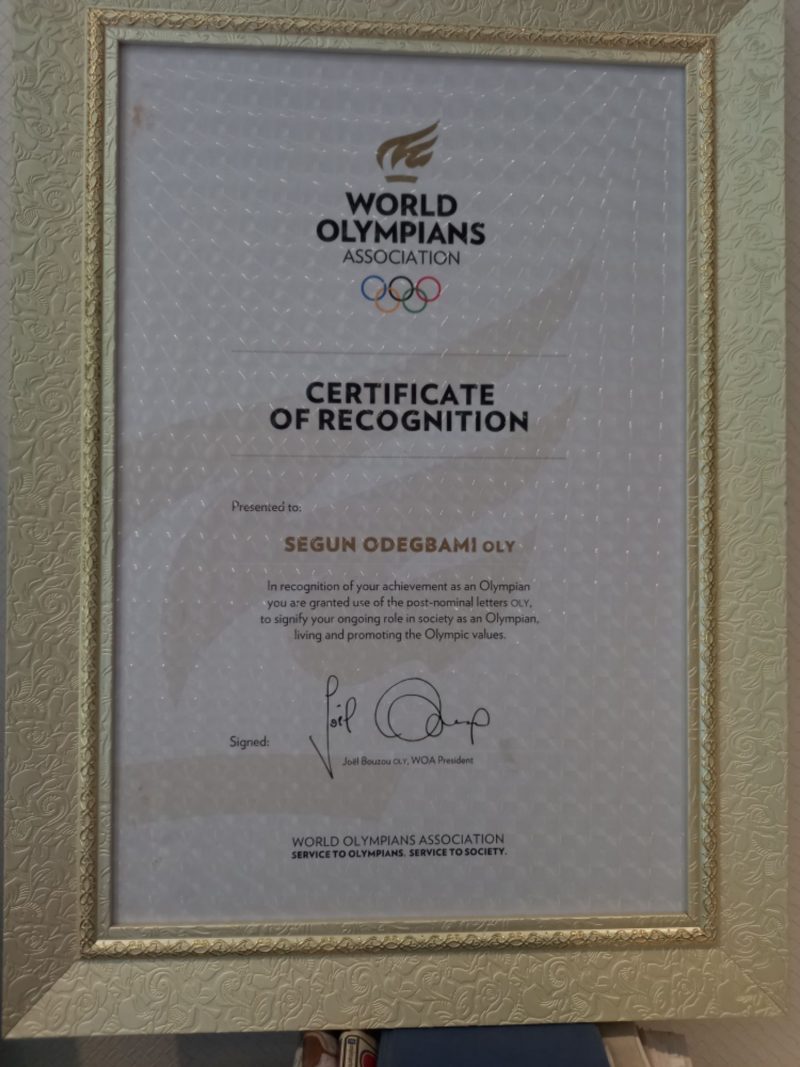 WORLD
OLYMPIANS
ASSOCIATION
CERTIFICATE
OF RECOGNITION
Presented to:
SEGUN ODEGBAMI OLY
In recognition of your achievement as an Olympian
you are granted use of the post-nominal letters OLY,
to signify your ongoing role in society as an Olympian,
living and promoting the Olympic values.
Signed:
Joël Bouzou OLY, WOA President
WORLD OLYMPIANS ASSOCIATION
SERVICE TO OLYMPIANS. SERVICE TO SOCIETY.